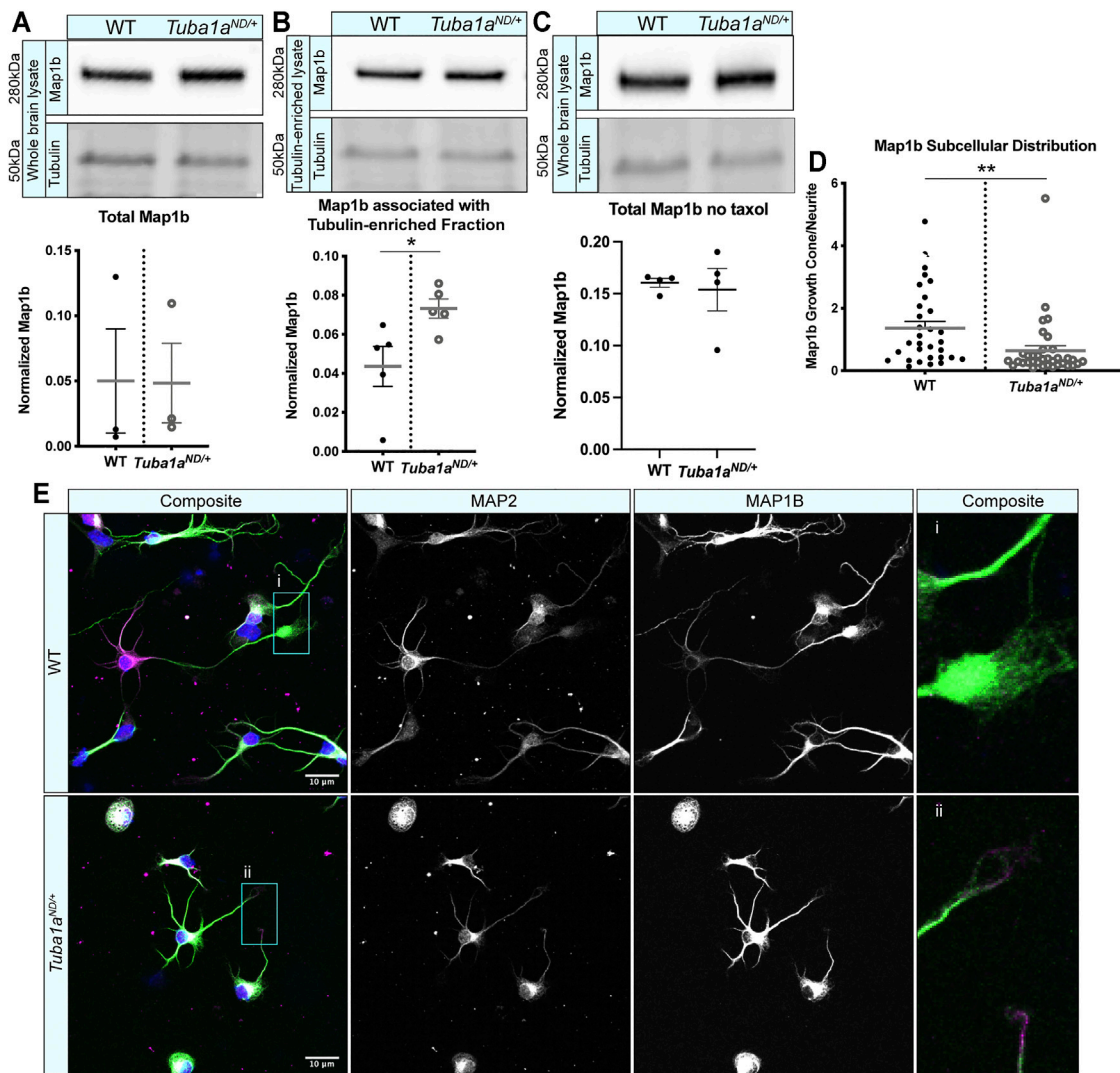 A
WT
Tuba1a^ND/+
280kDa
Map1b
50kDa
Tubulin
Whole brain lysate
Total Map1b
Normalized Map1b
0.15
0.10
0.05
0.00
WT
Tuba1a^ND/+
B
WT
Tuba1a^ND/+
280kDa
Map1b
50kDa
Tubulin
Tubulin-enriched lysate
Map1b associated with
Tubulin-enriched Fraction
*
Normalized Map1b
0.10
0.08
0.06
0.04
0.02
0.00
WT
Tuba1a^ND/+
C
WT
Tuba1a^ND/+
280kDa
Map1b
50kDa
Tubulin
Whole brain lysate
Total Map1b no taxol
Normalized Map1b
0.20
0.15
0.10
0.05
0.00
WT
Tuba1a^ND/+
D
Map1b Subcellular Distribution
**
Map1b Growth Cone/Neurite
6
4
2
0
WT
Tuba1a^ND/+
E
Composite
MAP2
MAP1B
Composite
WT
i
10 µm
i
Tuba1a^ND/+
ii
10 µm
ii